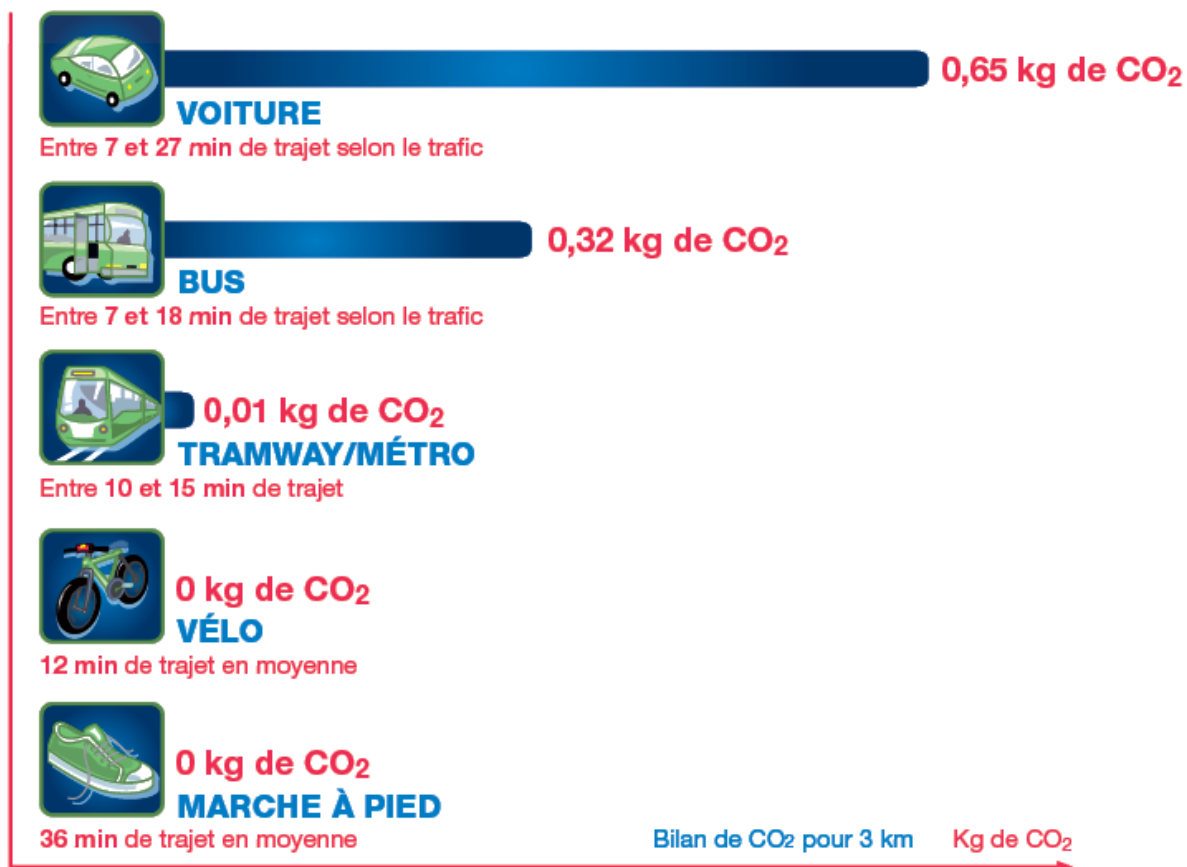 0,65 kg de CO2
VOITURE
Entre 7 et 27 min de trajet selon le trafic
0,32 kg de CO2
BUS
Entre 7 et 18 min de trajet selon le trafic
0,01 kg de CO2
TRAMWAY/MÉTRO
Entre 10 et 15 min de trajet
0 kg de CO2
VÉLO
12 min de trajet en moyenne
0 kg de CO2
MARCHE À PIED
36 min de trajet en moyenne
Bilan de CO2 pour 3 km
Kg de CO2